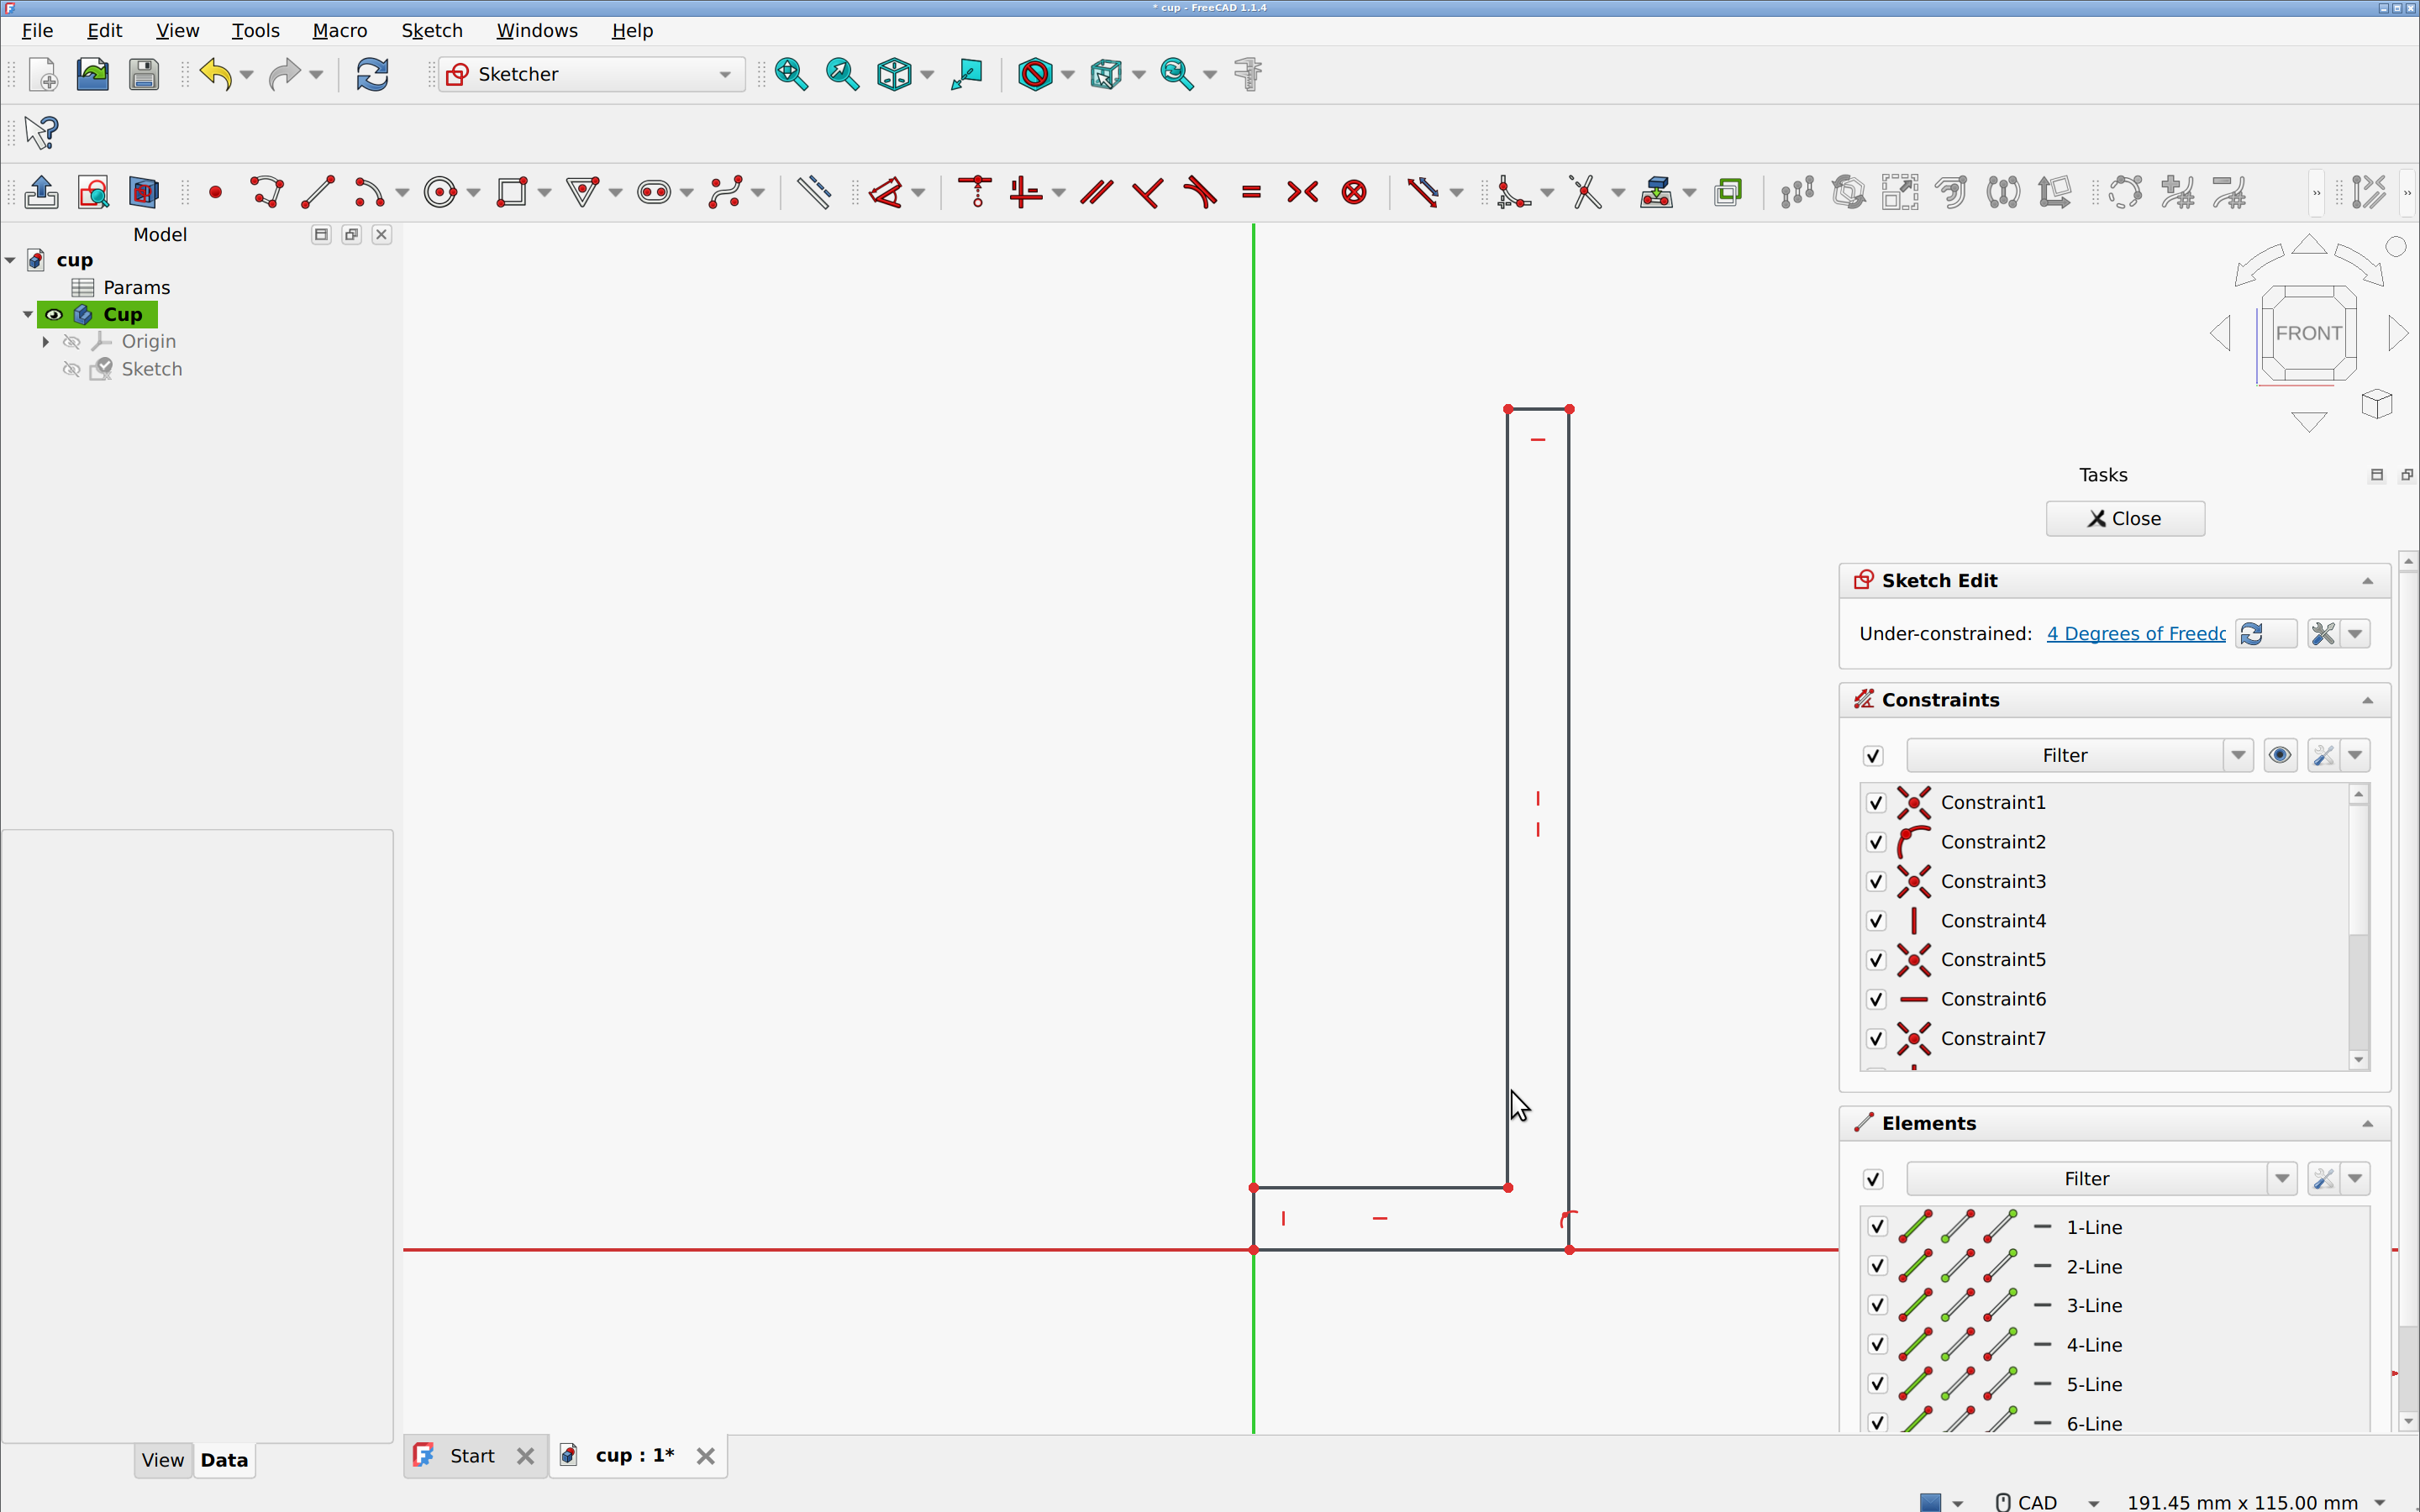 * cup - FreeCAD 1.1.4
File Edit View Tools Macro Sketch Windows Help
Sketcher
Model
cup
Params
Cup
Origin
Sketch
FRONT
Tasks
Close
Sketch Edit
Under-constrained: 4 Degrees of Freedo
Constraints
Filter
Constraint1
Constraint2
Constraint3
Constraint4
Constraint5
Constraint6
Constraint7
Elements
Filter
1-Line
2-Line
3-Line
4-Line
5-Line
6-Line
View Data
Start
cup : 1*
CAD
191.45 mm x 115.00 mm